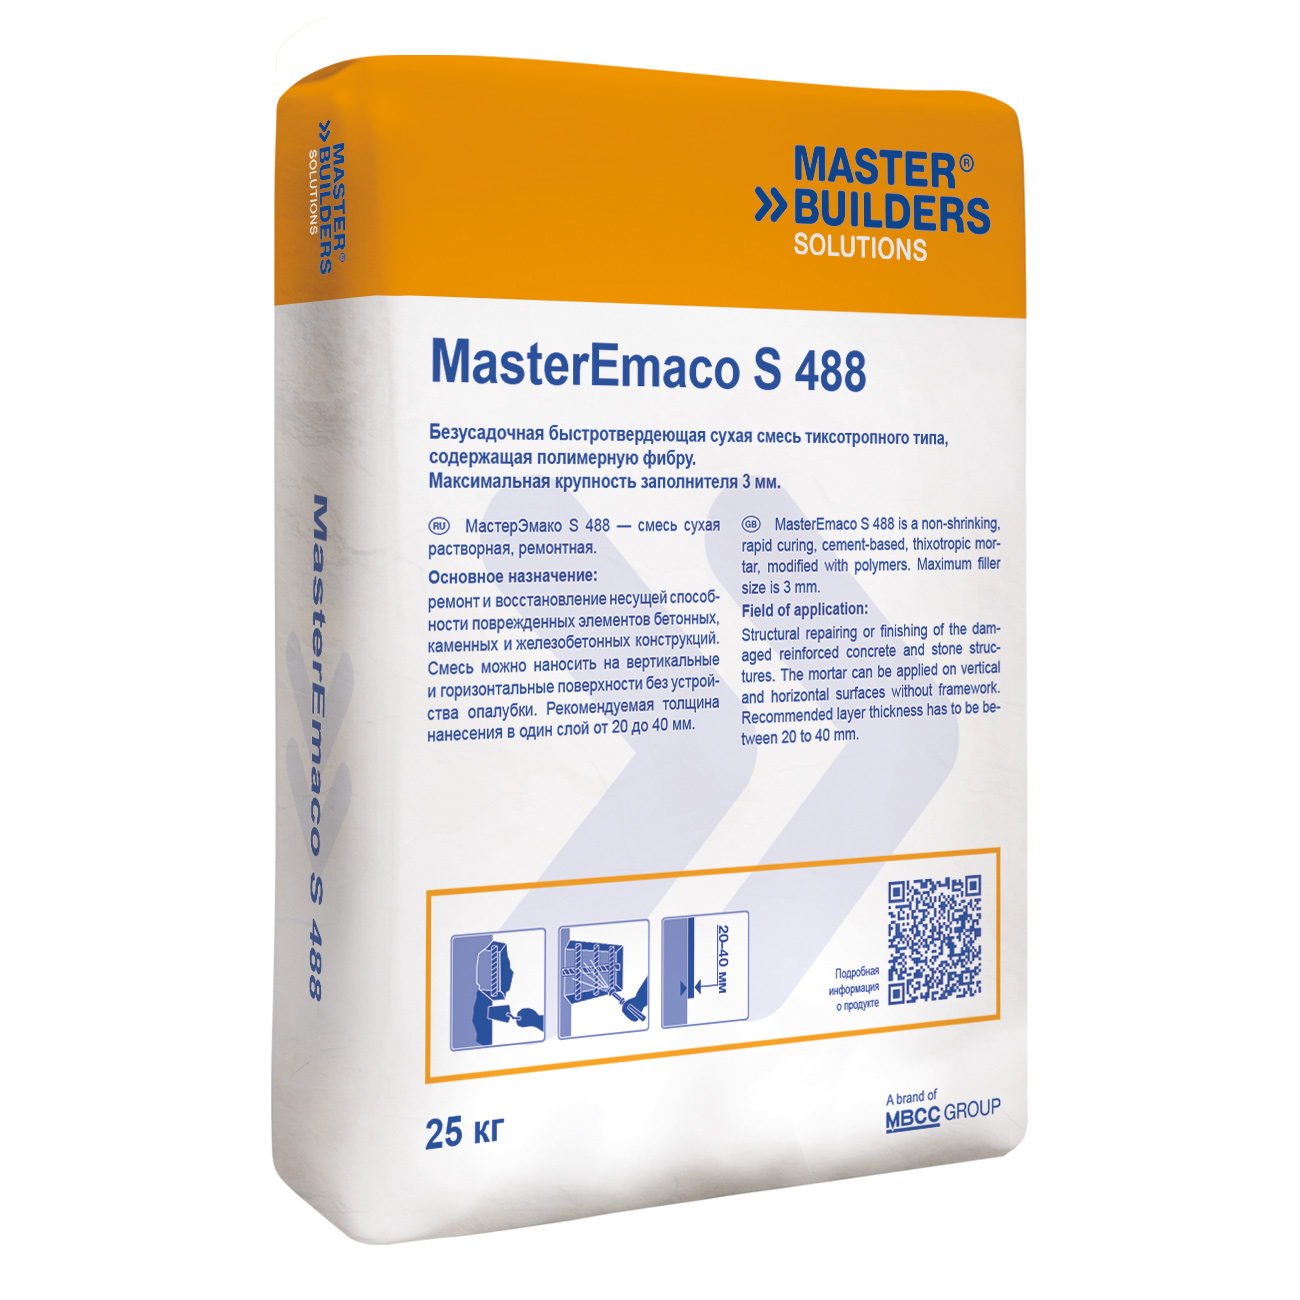 MASTER®
» BUILDERS
SOLUTIONS
MASTER®
» BUILDERS
SOLUTIONS
MasterEmaco S 488
MasterEmaco S 488
Безусадочная быстротвердеющая сухая смесь тиксотропного типа,
содержащая полимерную фибру.
Максимальная крупность заполнителя 3 мм.
RU МастерЭмако S 488 — смесь сухая
растворная, ремонтная.
Основное назначение:
ремонт и восстановление несущей способ-
ности поврежденных элементов бетонных,
каменных и железобетонных конструкций.
Смесь можно наносить на вертикальные
и горизонтальные поверхности без устрой-
ства опалубки. Рекомендуемая толщина
нанесения в один слой от 20 до 40 мм.
GB MasterEmaco S 488 is a non-shrinking,
rapid curing, cement-based, thixotropic mor-
tar, modified with polymers. Maximum filler
size is 3 mm.
Field of application:
Structural repairing or finishing of the dam-
aged reinforced concrete and stone struc-
tures. The mortar can be applied on vertical
and horizontal surfaces without framework.
Recommended layer thickness has to be be-
tween 20 to 40 mm.
20–40 мм
Подробная
информация
о продукте
25 кг
A brand of
MBCC GROUP